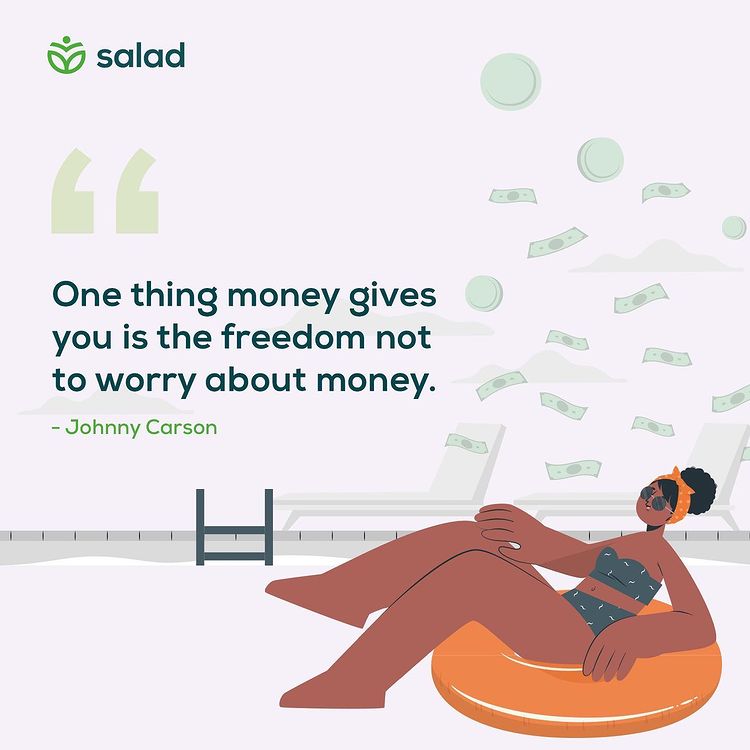 salad
One thing money gives
you is the freedom not
to worry about money.
- Johnny Carson